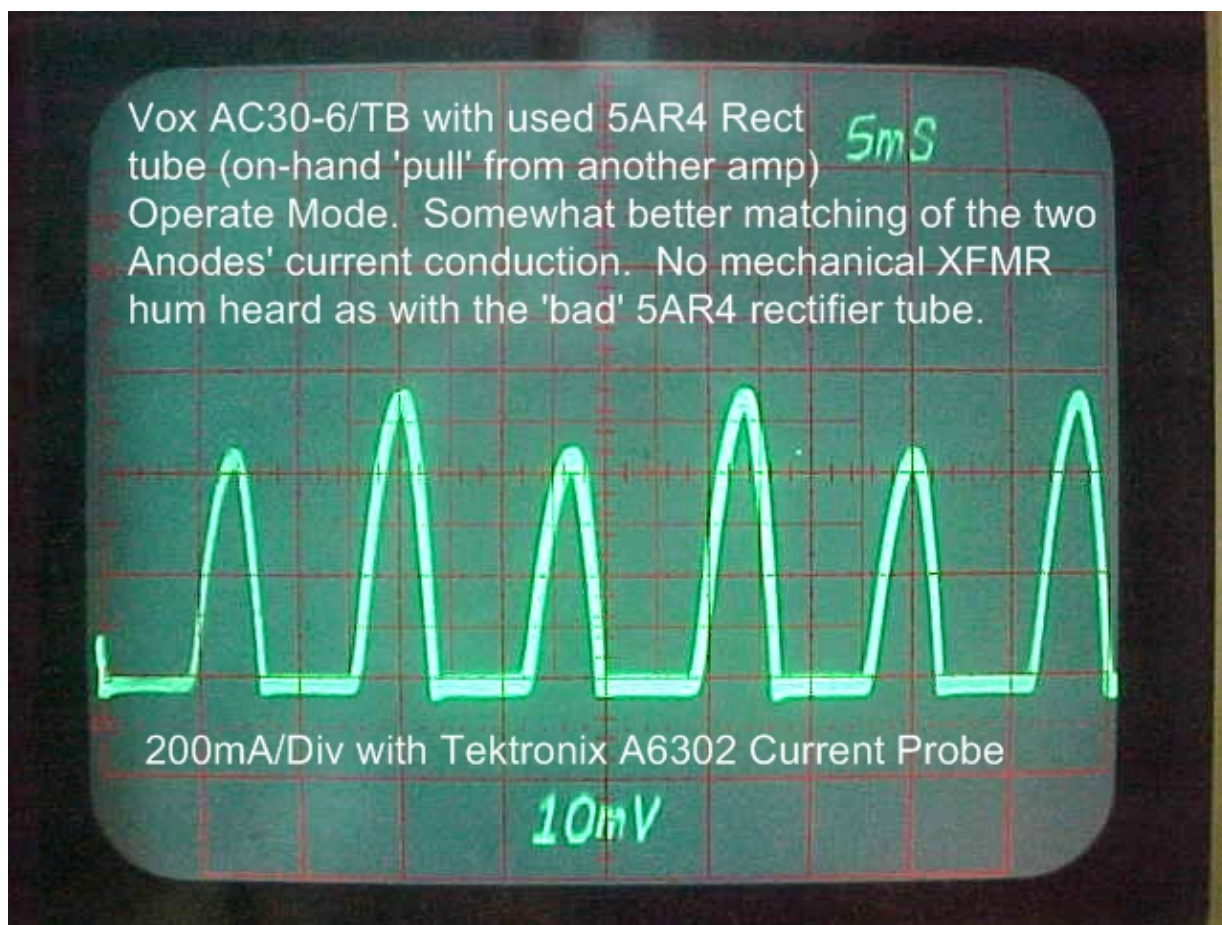 Vox AC30-6/TB with used 5AR4 Rect
5mS
tube (on-hand 'pull' from another amp)
Operate Mode.  Somewhat better matching of the two
Anodes' current conduction.  No mechanical XFMR
hum heard as with the 'bad' 5AR4 rectifier tube.
200mA/Div with Tektronix A6302 Current Probe
10mV